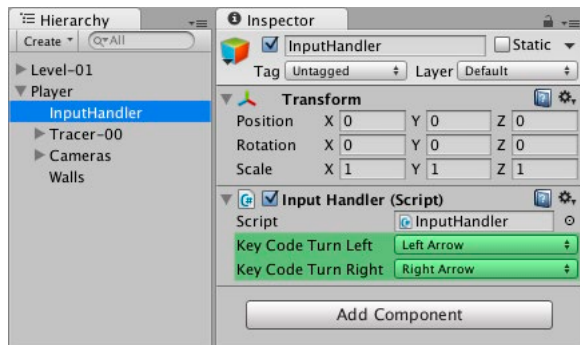 Hierarchy
Create
All
Level-01
Player
InputHandler
Tracer-00
Cameras
Walls
Inspector
InputHandler Static
Tag Untagged Layer Default
Transform
Position X 0 Y 0 Z 0
Rotation X 0 Y 0 Z 0
Scale X 1 Y 1 Z 1
Input Handler (Script)
Script InputHandler
Key Code Turn Left Left Arrow
Key Code Turn Right Right Arrow
Add Component